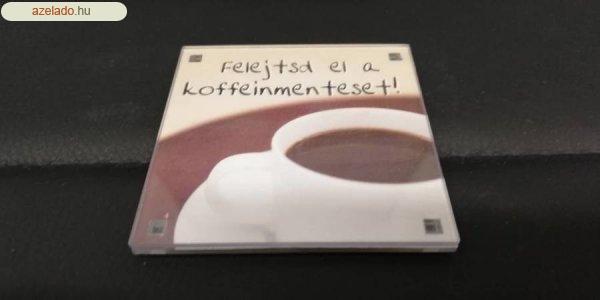 azelado.hu
Felejtsd el a
koffeinmenteset!